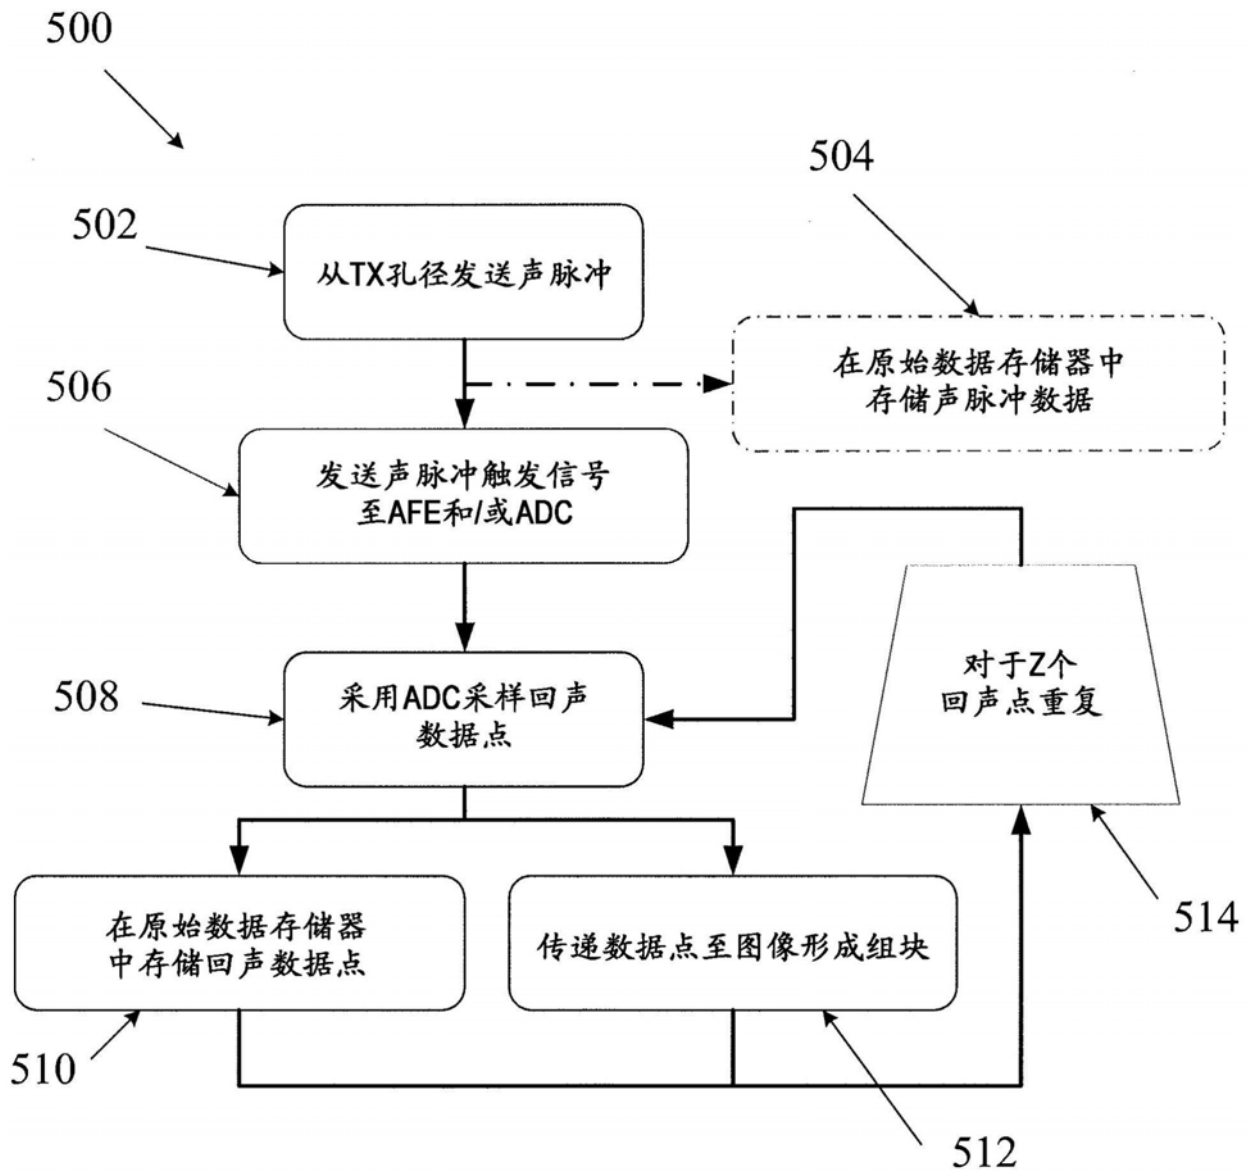 500
502
从TX孔径发送声脉冲
504
在原始数据存储器中
存储声脉冲数据
506
发送声脉冲触发信号
至AFE和/或ADC
508
采用ADC采样回声
数据点
对于Z个
回声点重复
514
在原始数据存储器
中存储回声数据点
510
传递数据点至图像形成组块
512